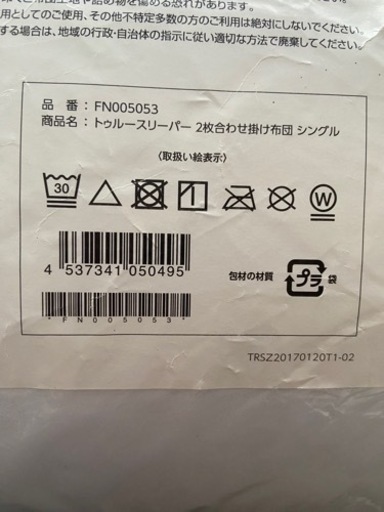 用としてのご使用、その他不特定多数の方のご利用は絶対にしないでください。
する場合は、地域の行政・自治体の指示に従い適切な方法で廃棄してください。
品 番： FN005053
商品名： トゥルースリーパー 2枚合わせ掛け布団 シングル
〈取扱い絵表示〉
30
W
4 537341 050495
包材の材質
プラ
袋
*FN005053*
TRSZ20170120T1-02